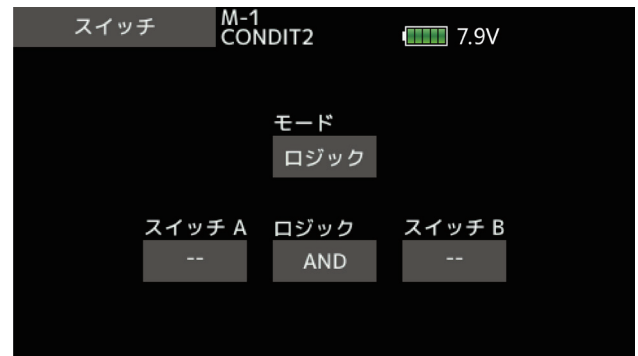 スイッチ
M-1
CONDIT2
7.9V
モード
ロジック
スイッチ A ロジック スイッチ B
-- AND --